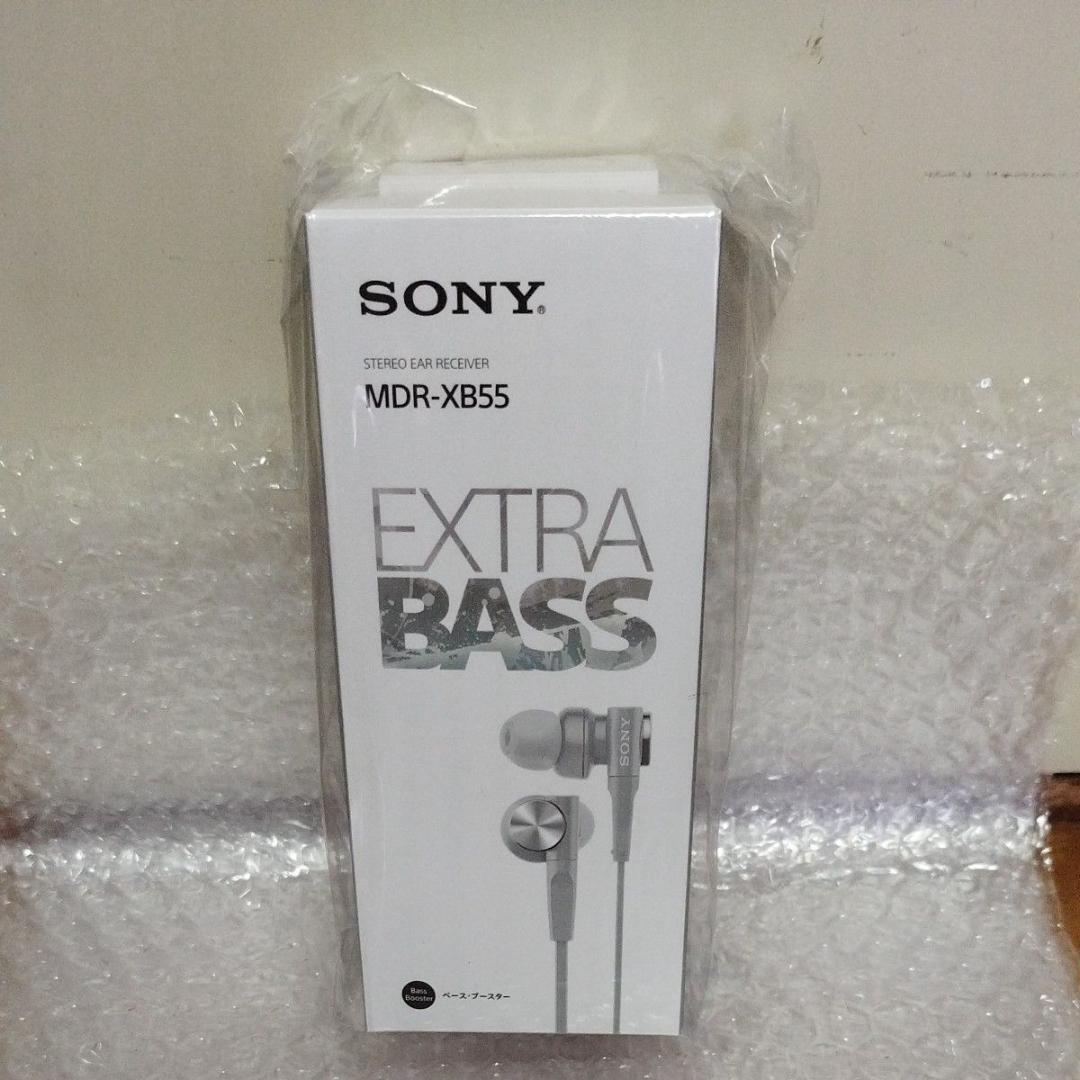 SONY®
STEREO EAR RECEIVER
MDR-XB55
EXTRA
BASS
SONY
Bass
Booster
ベース・ブースター